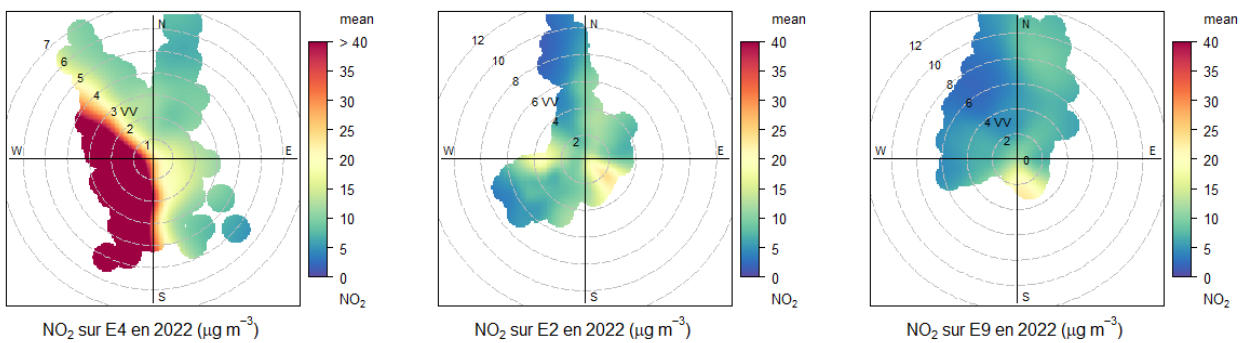 mean
> 40
35
30
25
20
15
10
5
0
NO2
N
E
S
W
7
6
5
4
3 VV
2
1
NO2 sur E4 en 2022 (μg m−3)
mean
40
35
30
25
20
15
10
5
0
NO2
N
E
S
W
12
10
8
6 VV
4
2
NO2 sur E2 en 2022 (μg m−3)
mean
40
35
30
25
20
15
10
5
0
NO2
N
E
S
W
12
10
8
6
4 VV
2
0
NO2 sur E9 en 2022 (μg m−3)